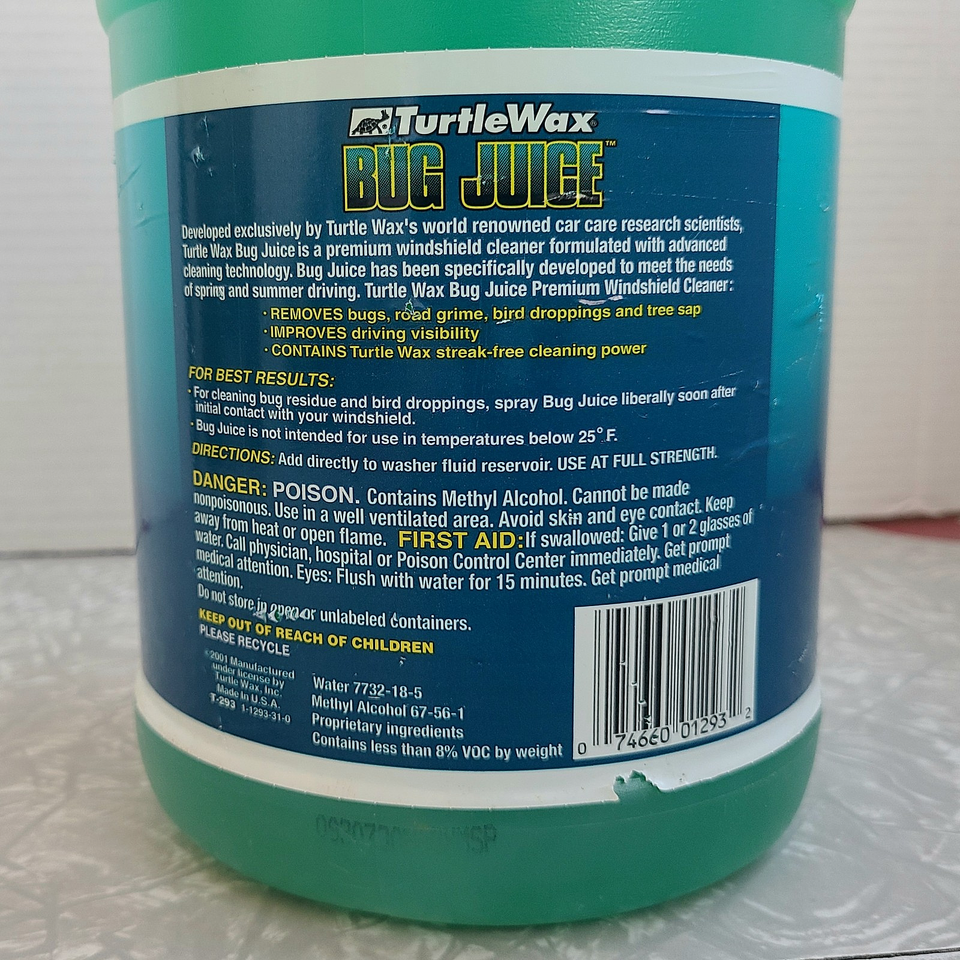 TurtleWax®
BUG JUICE™
Developed exclusively by Turtle Wax's world renowned car care research scientists,
Turtle Wax Bug Juice is a premium windshield cleaner formulated with advanced
cleaning technology. Bug Juice has been specifically developed to meet the needs
of spring and summer driving. Turtle Wax Bug Juice Premium Windshield Cleaner:
· REMOVES bugs, road grime, bird droppings and tree sap
· IMPROVES driving visibility
· CONTAINS Turtle Wax streak-free cleaning power
FOR BEST RESULTS:
· For cleaning bug residue and bird droppings, spray Bug Juice liberally soon after
initial contact with your windshield.
· Bug Juice is not intended for use in temperatures below 25° F.
DIRECTIONS: Add directly to washer fluid reservoir. USE AT FULL STRENGTH.
DANGER: POISON. Contains Methyl Alcohol. Cannot be made
nonpoisonous. Use in a well ventilated area. Avoid skin and eye contact. Keep
away from heat or open flame. FIRST AID: If swallowed: Give 1 or 2 glasses of
water. Call physician, hospital or Poison Control Center immediately. Get prompt
medical attention. Eyes: Flush with water for 15 minutes. Get prompt medical
attention.
Do not store in open or unlabeled containers.
KEEP OUT OF REACH OF CHILDREN
PLEASE RECYCLE
©2001 Manufactured
under license by
Turtle Wax, Inc.
Made in U.S.A.
T-293 1-1293-31-0
Water 7732-18-5
Methyl Alcohol 67-56-1
Proprietary ingredients
Contains less than 8% VOC by weight
0 74660 01293 2